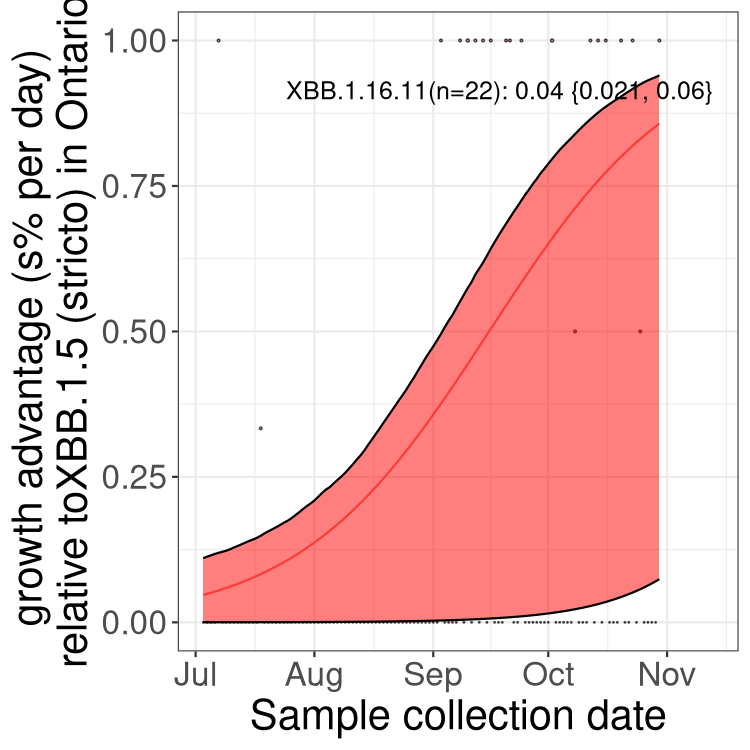 growth advantage (s% per day)
relative toXBB.1.5 (stricto) in Ontario
1.00
0.75
0.50
0.25
0.00
XBB.1.16.11(n=22): 0.04 {0.021, 0.06}
Jul Aug Sep Oct Nov
Sample collection date